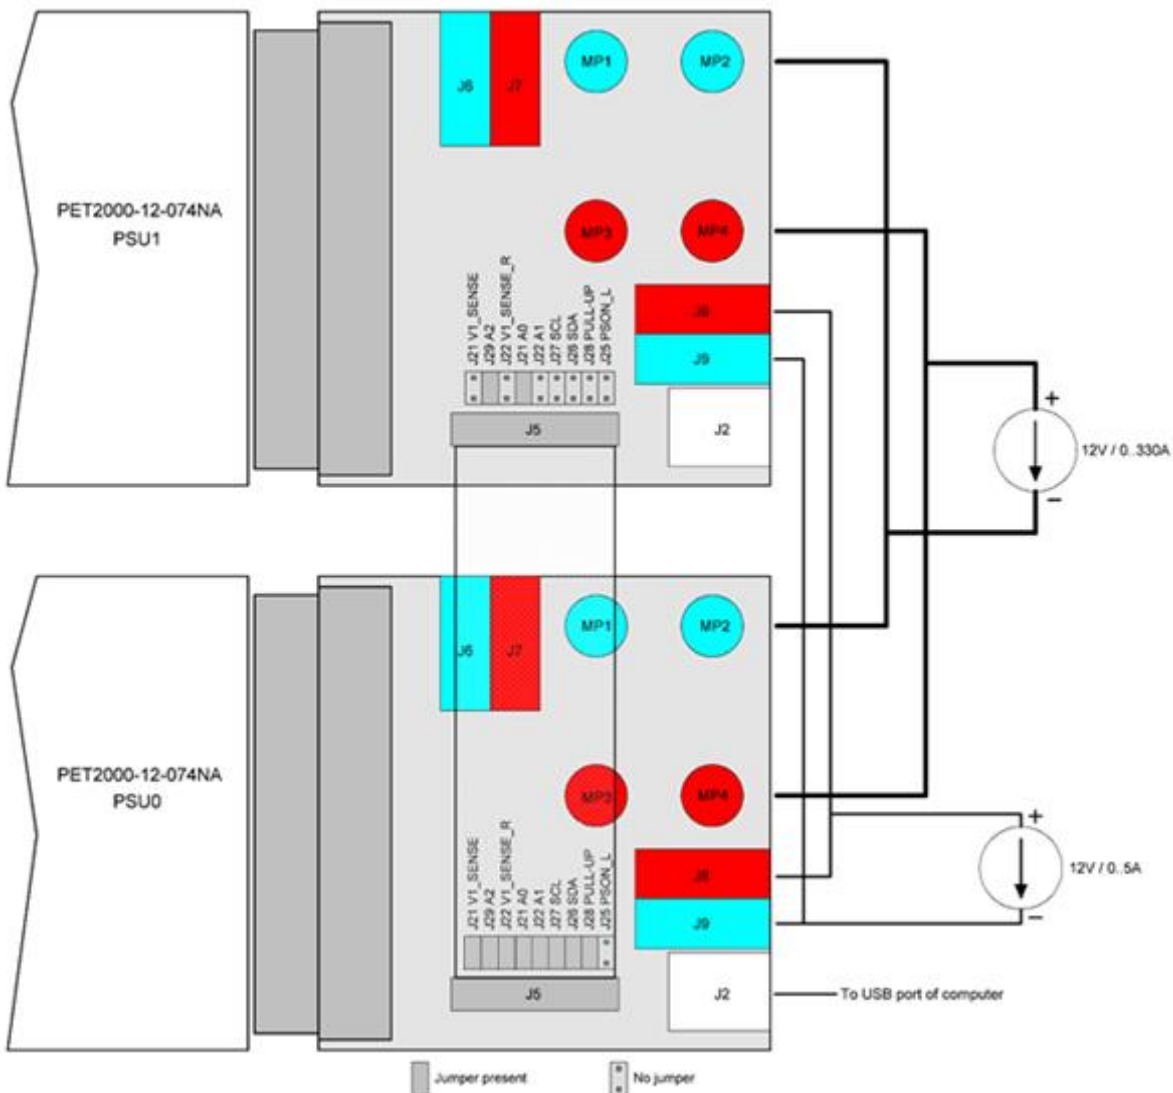 J6
J7
MP1
MP2
PET2000-12-074NA
PSU1
MP3
MP4
J21 V1_SENSE
J29 A2
J22 V1_SENSE_R
J21 A0
J22 A1
J27 SCL
J26 SDA
J28 PULL-UP
J25 PSON_L
J8
J9
J5
J2
+
12V / 0..330A
−
J6
J7
MP1
MP2
PET2000-12-074NA
PSU0
MP3
MP4
J21 V1_SENSE
J29 A2
J22 V1_SENSE_R
J21 A0
J22 A1
J27 SCL
J26 SDA
J28 PULL-UP
J25 PSON_L
J8
J9
J5
J2
+
12V / 0..5A
−
To USB port of computer
Jumper present
No jumper